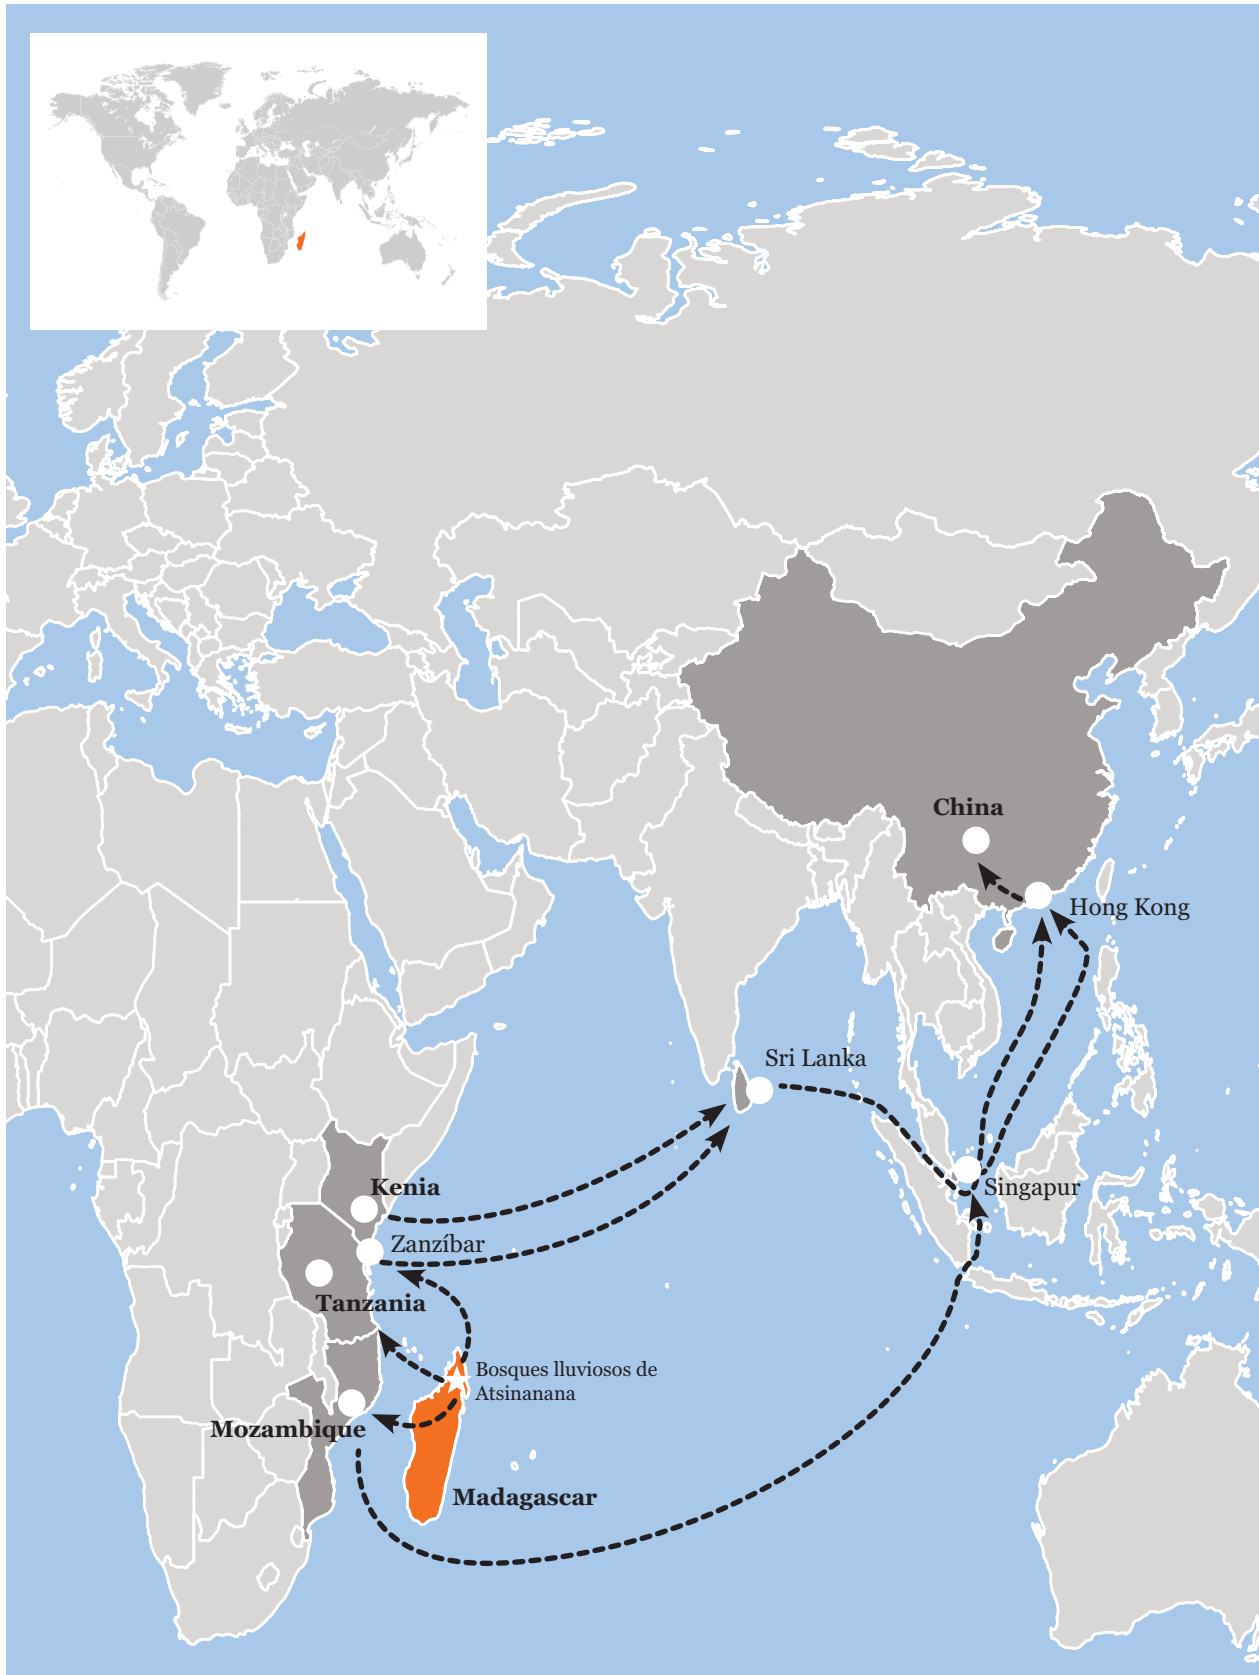 China
Hong Kong
Sri Lanka
Singapur
Kenia
Zanzíbar
Tanzania
Bosques lluviosos de
Atsinanana
Mozambique
Madagascar